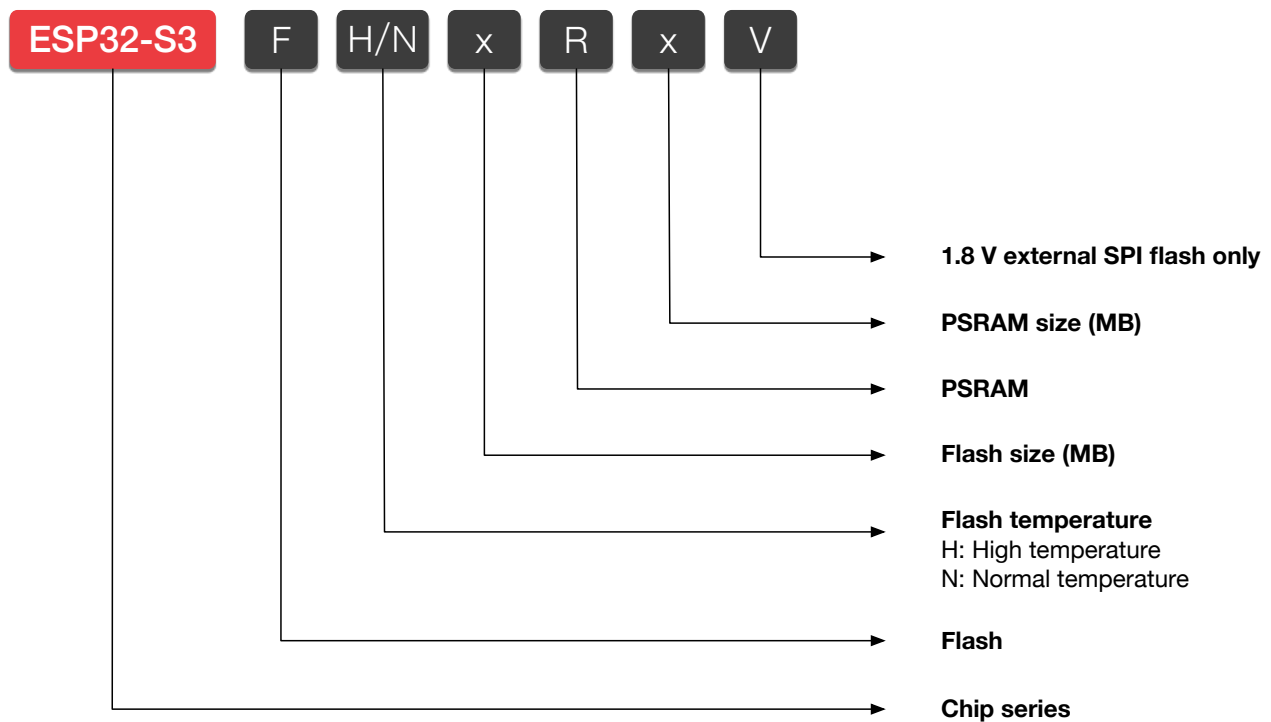 ESP32-S3 F H/N x R x V
1.8 V external SPI flash only
PSRAM size (MB)
PSRAM
Flash size (MB)
Flash temperature
H: High temperature
N: Normal temperature
Flash
Chip series